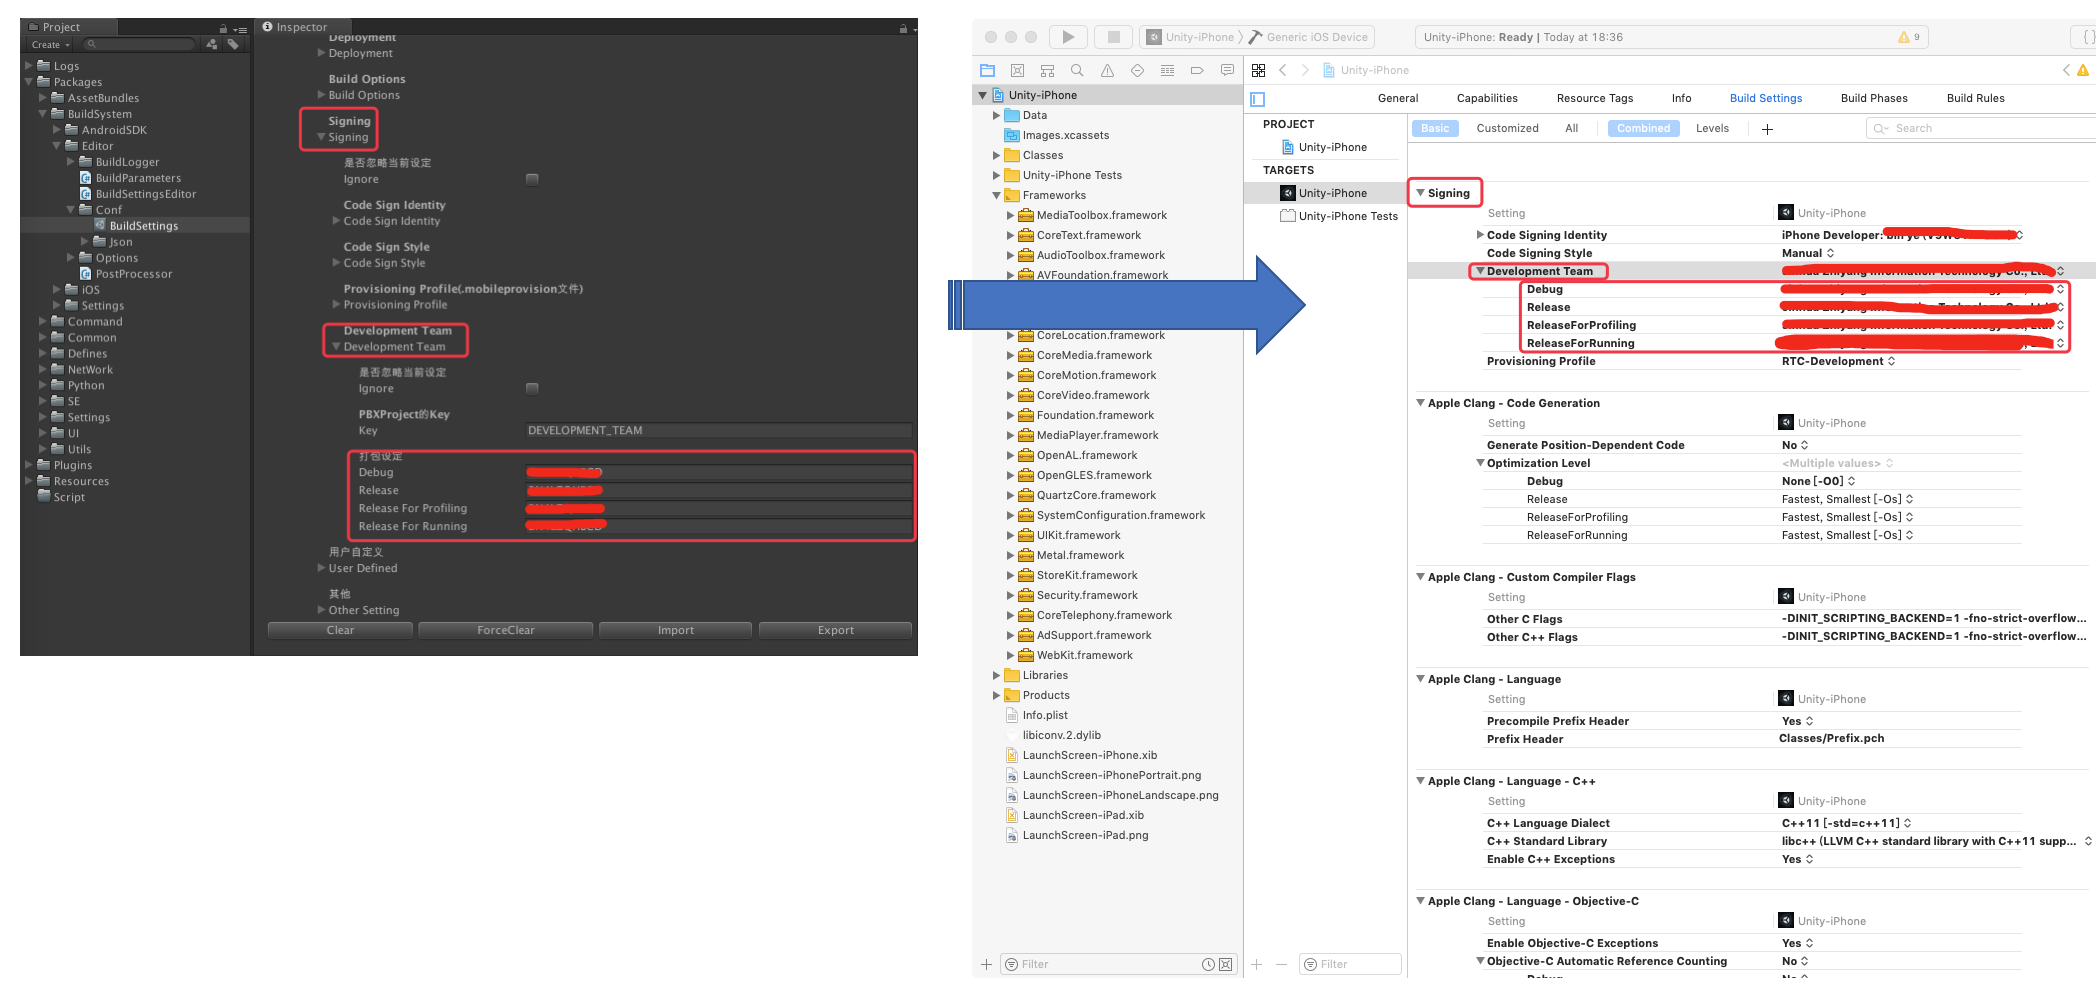 Project
Create
Logs
Packages
AssetBundles
BuildSystem
AndroidSDK
Editor
BuildLogger
BuildParameters
BuildSettingsEditor
Conf
BuildSettings
Json
Options
PostProcessor
iOS
Settings
Command
Common
Defines
NetWork
Python
SE
Settings
UI
Utils
Plugins
Resources
Script
Inspector
Deployment
Deployment
Build Options
Build Options
Signing
Signing
是否忽略当前设定
Ignore
Code Sign Identity
Code Sign Identity
Code Sign Style
Code Sign Style
Provisioning Profile(.mobileprovision文件)
Provisioning Profile
Development Team
Development Team
是否忽略当前设定
Ignore
PBXProject的Key
Key DEVELOPMENT_TEAM
打包设定
Debug
Release
Release For Profiling
Release For Running
用户自定义
User Defined
其他
Other Setting
Clear ForceClear Import Export
Unity-iPhone Generic iOS Device
Unity-iPhone: Ready | Today at 18:36
9
Unity-iPhone
Data
Images.xcassets
Classes
Unity-iPhone Tests
Frameworks
MediaToolbox.framework
CoreText.framework
AudioToolbox.framework
AVFoundation.framework
CoreLocation.framework
CoreMedia.framework
CoreMotion.framework
CoreVideo.framework
Foundation.framework
MediaPlayer.framework
OpenAL.framework
OpenGLES.framework
QuartzCore.framework
SystemConfiguration.framework
UIKit.framework
Metal.framework
StoreKit.framework
Security.framework
CoreTelephony.framework
AdSupport.framework
WebKit.framework
Libraries
Products
Info.plist
libiconv.2.dylib
LaunchScreen-iPhone.xib
LaunchScreen-iPhonePortrait.png
LaunchScreen-iPhoneLandscape.png
LaunchScreen-iPad.xib
LaunchScreen-iPad.png
Filter
Unity-iPhone
General Capabilities Resource Tags Info Build Settings Build Phases Build Rules
PROJECT
Unity-iPhone
TARGETS
Unity-iPhone
Unity-iPhone Tests
Filter
Basic Customized All Combined Levels + Search
Signing
Setting Unity-iPhone
Code Signing Identity iPhone Developer:
Code Signing Style Manual
Development Team
Debug
Release
ReleaseForProfiling
ReleaseForRunning
Provisioning Profile RTC-Development
Apple Clang - Code Generation
Setting Unity-iPhone
Generate Position-Dependent Code No
Optimization Level <Multiple values>
Debug None [-O0]
Release Fastest, Smallest [-Os]
ReleaseForProfiling Fastest, Smallest [-Os]
ReleaseForRunning Fastest, Smallest [-Os]
Apple Clang - Custom Compiler Flags
Setting Unity-iPhone
Other C Flags -DINIT_SCRIPTING_BACKEND=1 -fno-strict-overflow...
Other C++ Flags -DINIT_SCRIPTING_BACKEND=1 -fno-strict-overflow...
Apple Clang - Language
Setting Unity-iPhone
Precompile Prefix Header Yes
Prefix Header Classes/Prefix.pch
Apple Clang - Language - C++
Setting Unity-iPhone
C++ Language Dialect C++11 [-std=c++11]
C++ Standard Library libc++ (LLVM C++ standard library with C++11 supp...
Enable C++ Exceptions Yes
Apple Clang - Language - Objective-C
Setting Unity-iPhone
Enable Objective-C Exceptions Yes
Objective-C Automatic Reference Counting No